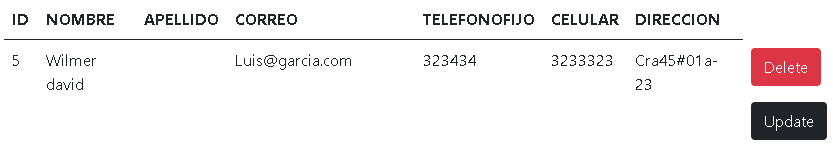 ID NOMBRE APELLIDO CORREO TELEFONOFIJO CELULAR DIRECCION
5 Wilmer Luis@garcia.com 323434 3233323 Cra45#01a-
david 23
Delete
Update